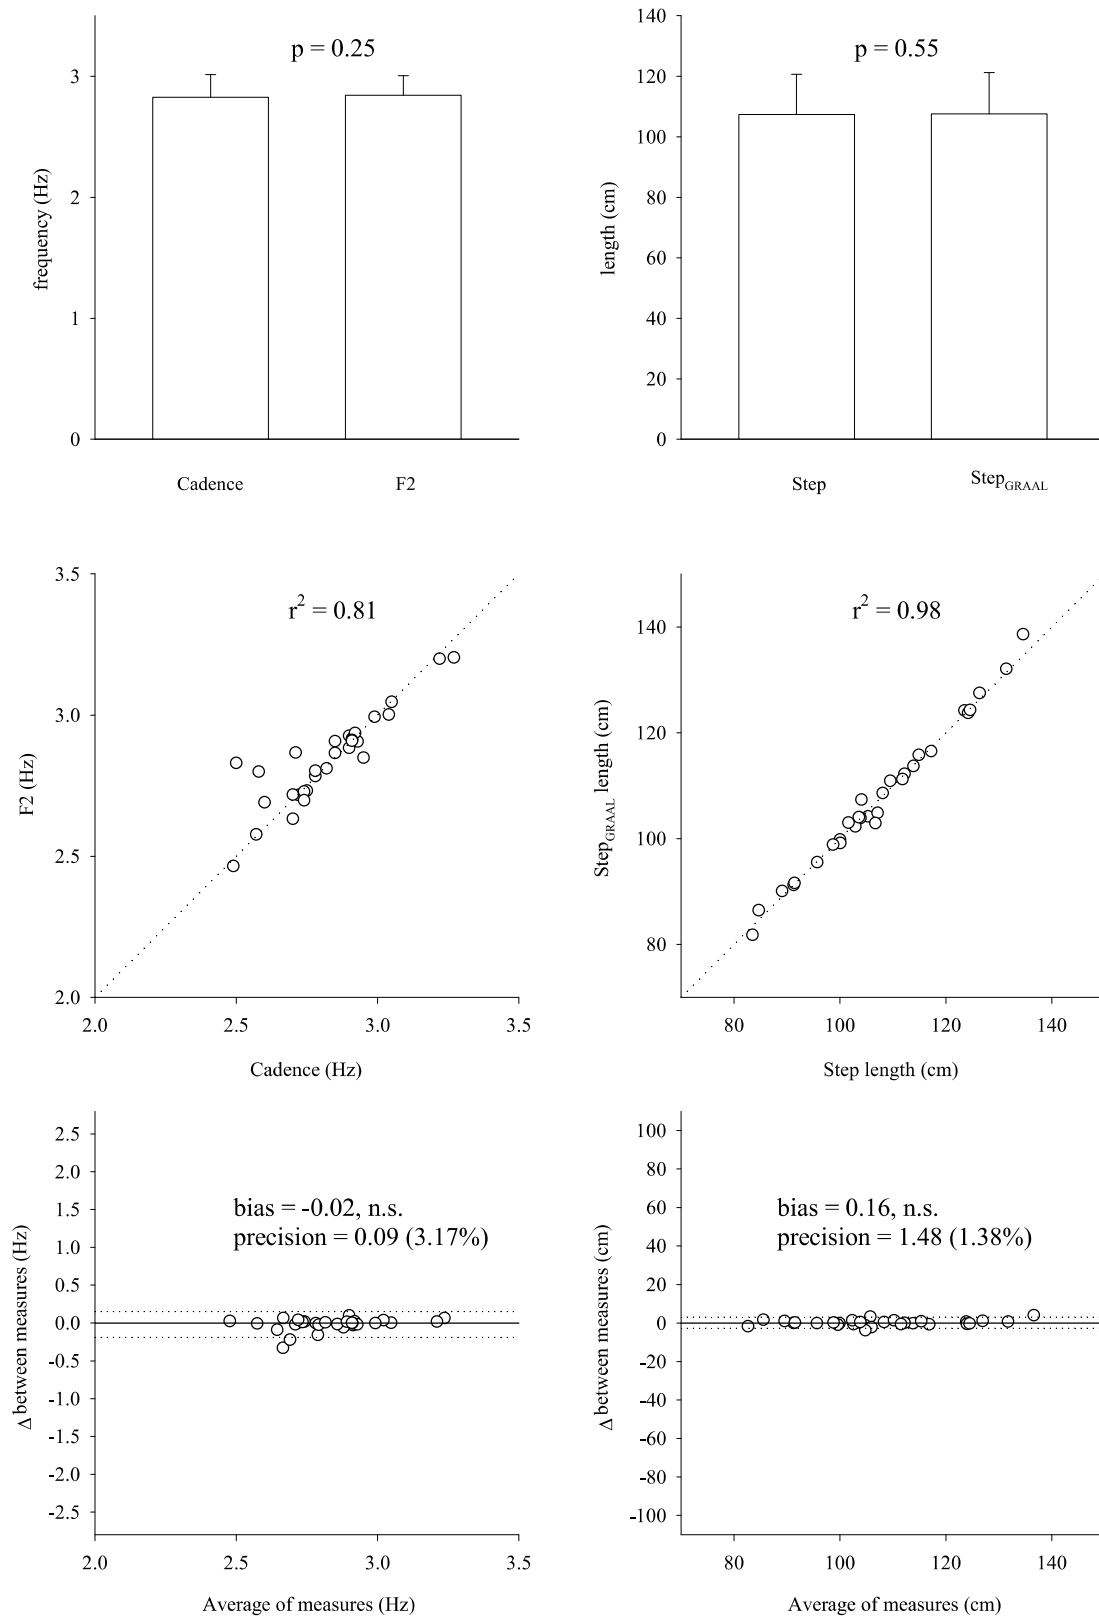 p = 0.25
3
2
1
0
frequency (Hz)
Cadence F2
p = 0.55
140
120
100
80
60
40
20
0
length (cm)
Step Step_GRAAL
r² = 0.81
3.5
3.0
2.5
2.0
F2 (Hz)
2.0 2.5 3.0 3.5
Cadence (Hz)
r² = 0.98
140
120
100
80
Step_GRAAL length (cm)
80 100 120 140
Step length (cm)
bias = -0.02, n.s.
precision = 0.09 (3.17%)
2.5
2.0
1.5
1.0
0.5
0.0
-0.5
-1.0
-1.5
-2.0
-2.5
Δ between measures (Hz)
2.0 2.5 3.0 3.5
Average of measures (Hz)
bias = 0.16, n.s.
precision = 1.48 (1.38%)
100
80
60
40
20
0
-20
-40
-60
-80
-100
Δ between measures (cm)
80 100 120 140
Average of measures (cm)